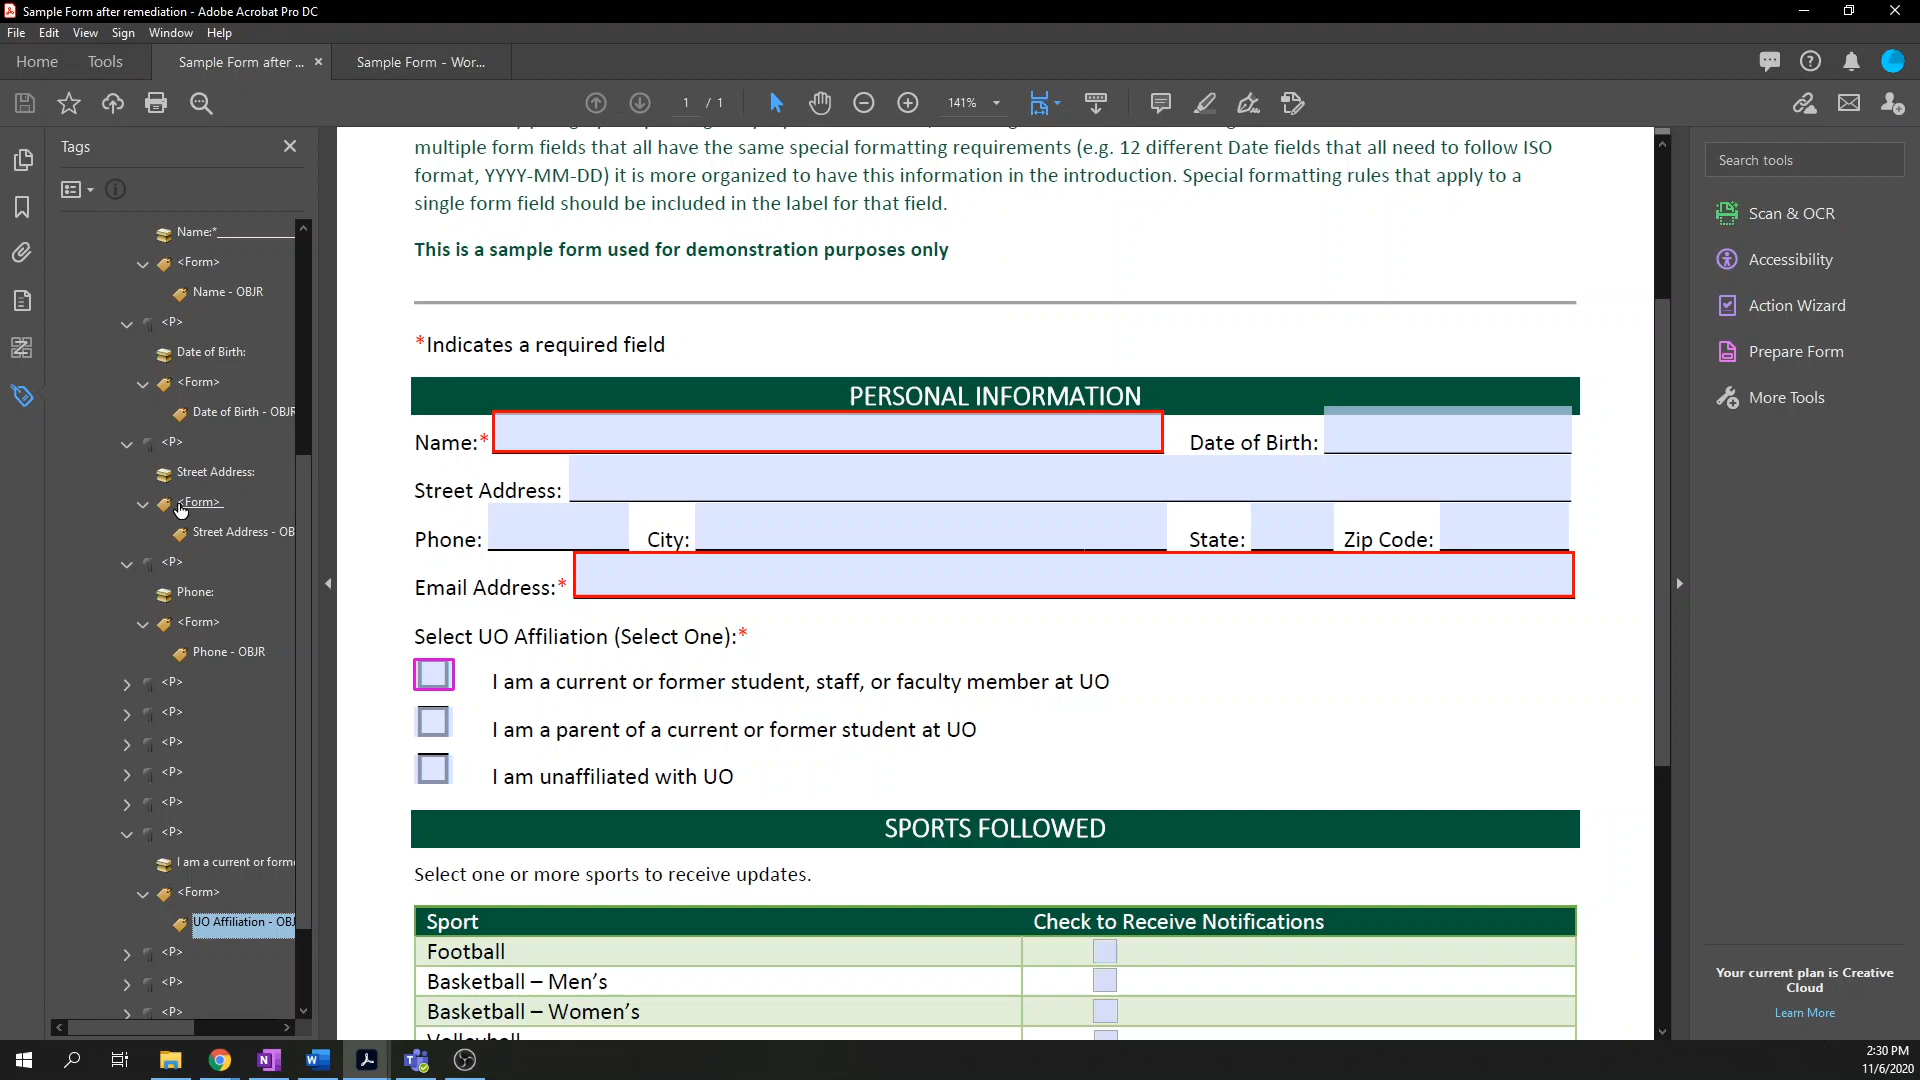 Sample Form after remediation - Adobe Acrobat Pro DC
File Edit View Sign Window Help
Home Tools Sample Form after ... × Sample Form - Wor...
1 / 1 141%
Tags
Name:*
<Form>
Name - OBJR
<P>
Date of Birth:
<Form>
Date of Birth - OBJR
<P>
Street Address:
<Form>
Street Address - OB
<P>
Phone:
<Form>
Phone - OBJR
<P>
<P>
<P>
<P>
<P>
<P>
I am a current or forme
<Form>
UO Affiliation - OBJ
<P>
<P>
<P>
multiple form fields that all have the same special formatting requirements (e.g. 12 different Date fields that all need to follow ISO
format, YYYY-MM-DD) it is more organized to have this information in the introduction. Special formatting rules that apply to a
single form field should be included in the label for that field.
This is a sample form used for demonstration purposes only
*Indicates a required field
PERSONAL INFORMATION
Name:* Date of Birth:
Street Address:
Phone: City: State: Zip Code:
Email Address:*
Select UO Affiliation (Select One):*
I am a current or former student, staff, or faculty member at UO
I am a parent of a current or former student at UO
I am unaffiliated with UO
SPORTS FOLLOWED
Select one or more sports to receive updates.
Sport Check to Receive Notifications
Football
Basketball – Men's
Basketball – Women's
Volleyball
Search tools
Scan & OCR
Accessibility
Action Wizard
Prepare Form
More Tools
Your current plan is Creative
Cloud
Learn More
2:30 PM
11/6/2020